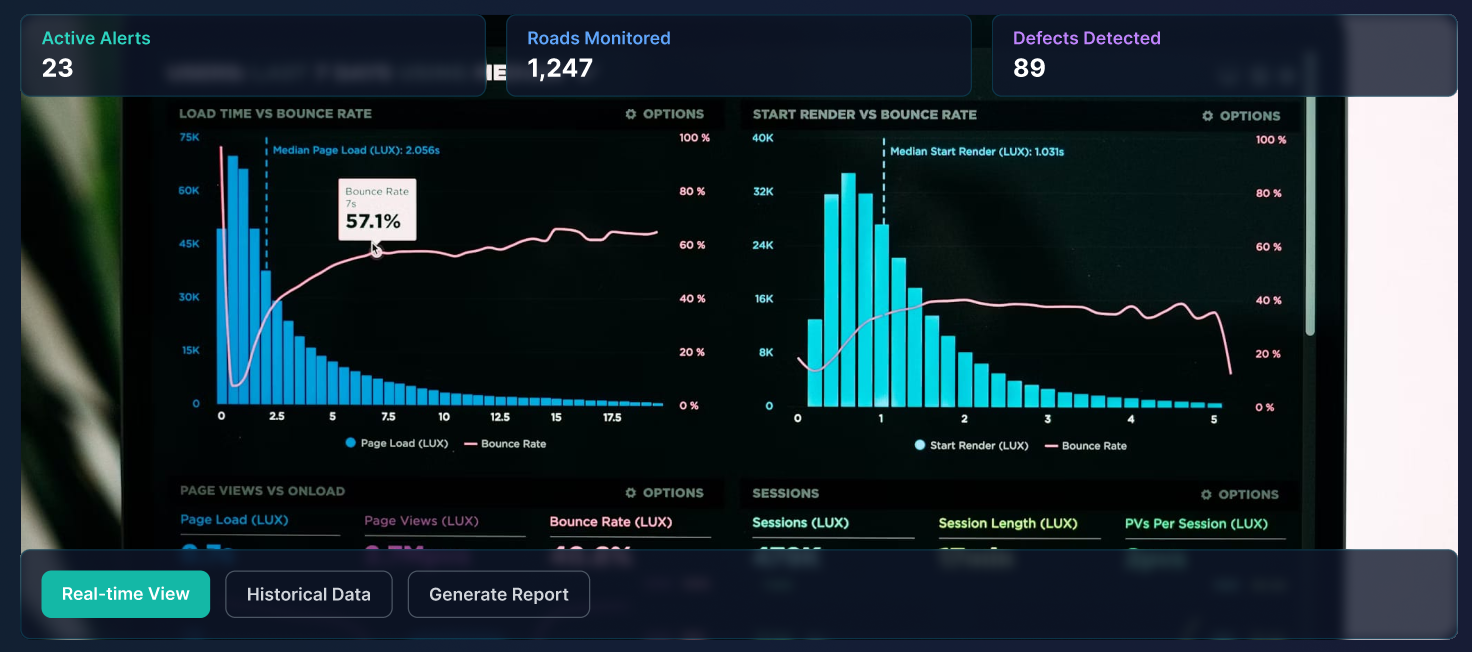 Active Alerts
23
Roads Monitored
1,247
Defects Detected
89
LOAD TIME VS BOUNCE RATE
OPTIONS
75K
60K
45K
30K
15K
0
Median Page Load (LUX): 2.056s
Bounce Rate
7s
57.1%
100 %
80 %
60 %
40 %
20 %
0 %
0 2.5 5 7.5 10 12.5 15 17.5
Page Load (LUX) Bounce Rate
START RENDER VS BOUNCE RATE
OPTIONS
40K
32K
24K
16K
8K
0
Median Start Render (LUX): 1.031s
100 %
80 %
60 %
40 %
20 %
0 %
0 1 2 3 4 5
Start Render (LUX) Bounce Rate
PAGE VIEWS VS ONLOAD
OPTIONS
Page Load (LUX)
Page Views (LUX)
Bounce Rate (LUX)
SESSIONS
OPTIONS
Sessions (LUX)
Session Length (LUX)
PVs Per Session (LUX)
Real-time View
Historical Data
Generate Report